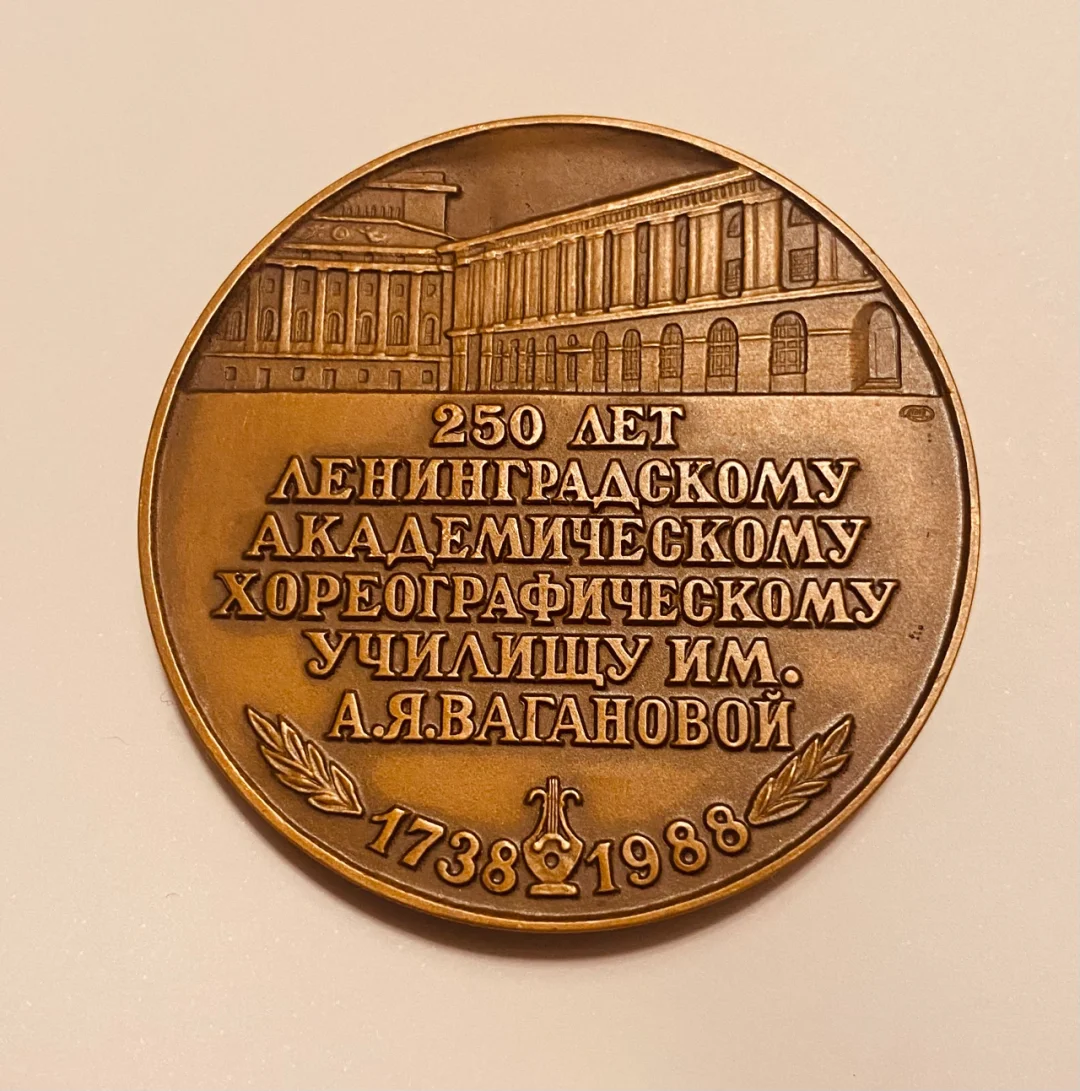 250 ЛЕТ
ЛЕНИНГРАДСКОМУ
АКАДЕМИЧЕСКОМУ
ХОРЕОГРАФИЧЕСКОМУ
УЧИЛИЩУ ИМ.
А.Я.ВАГАНОВОЙ
1738 1988